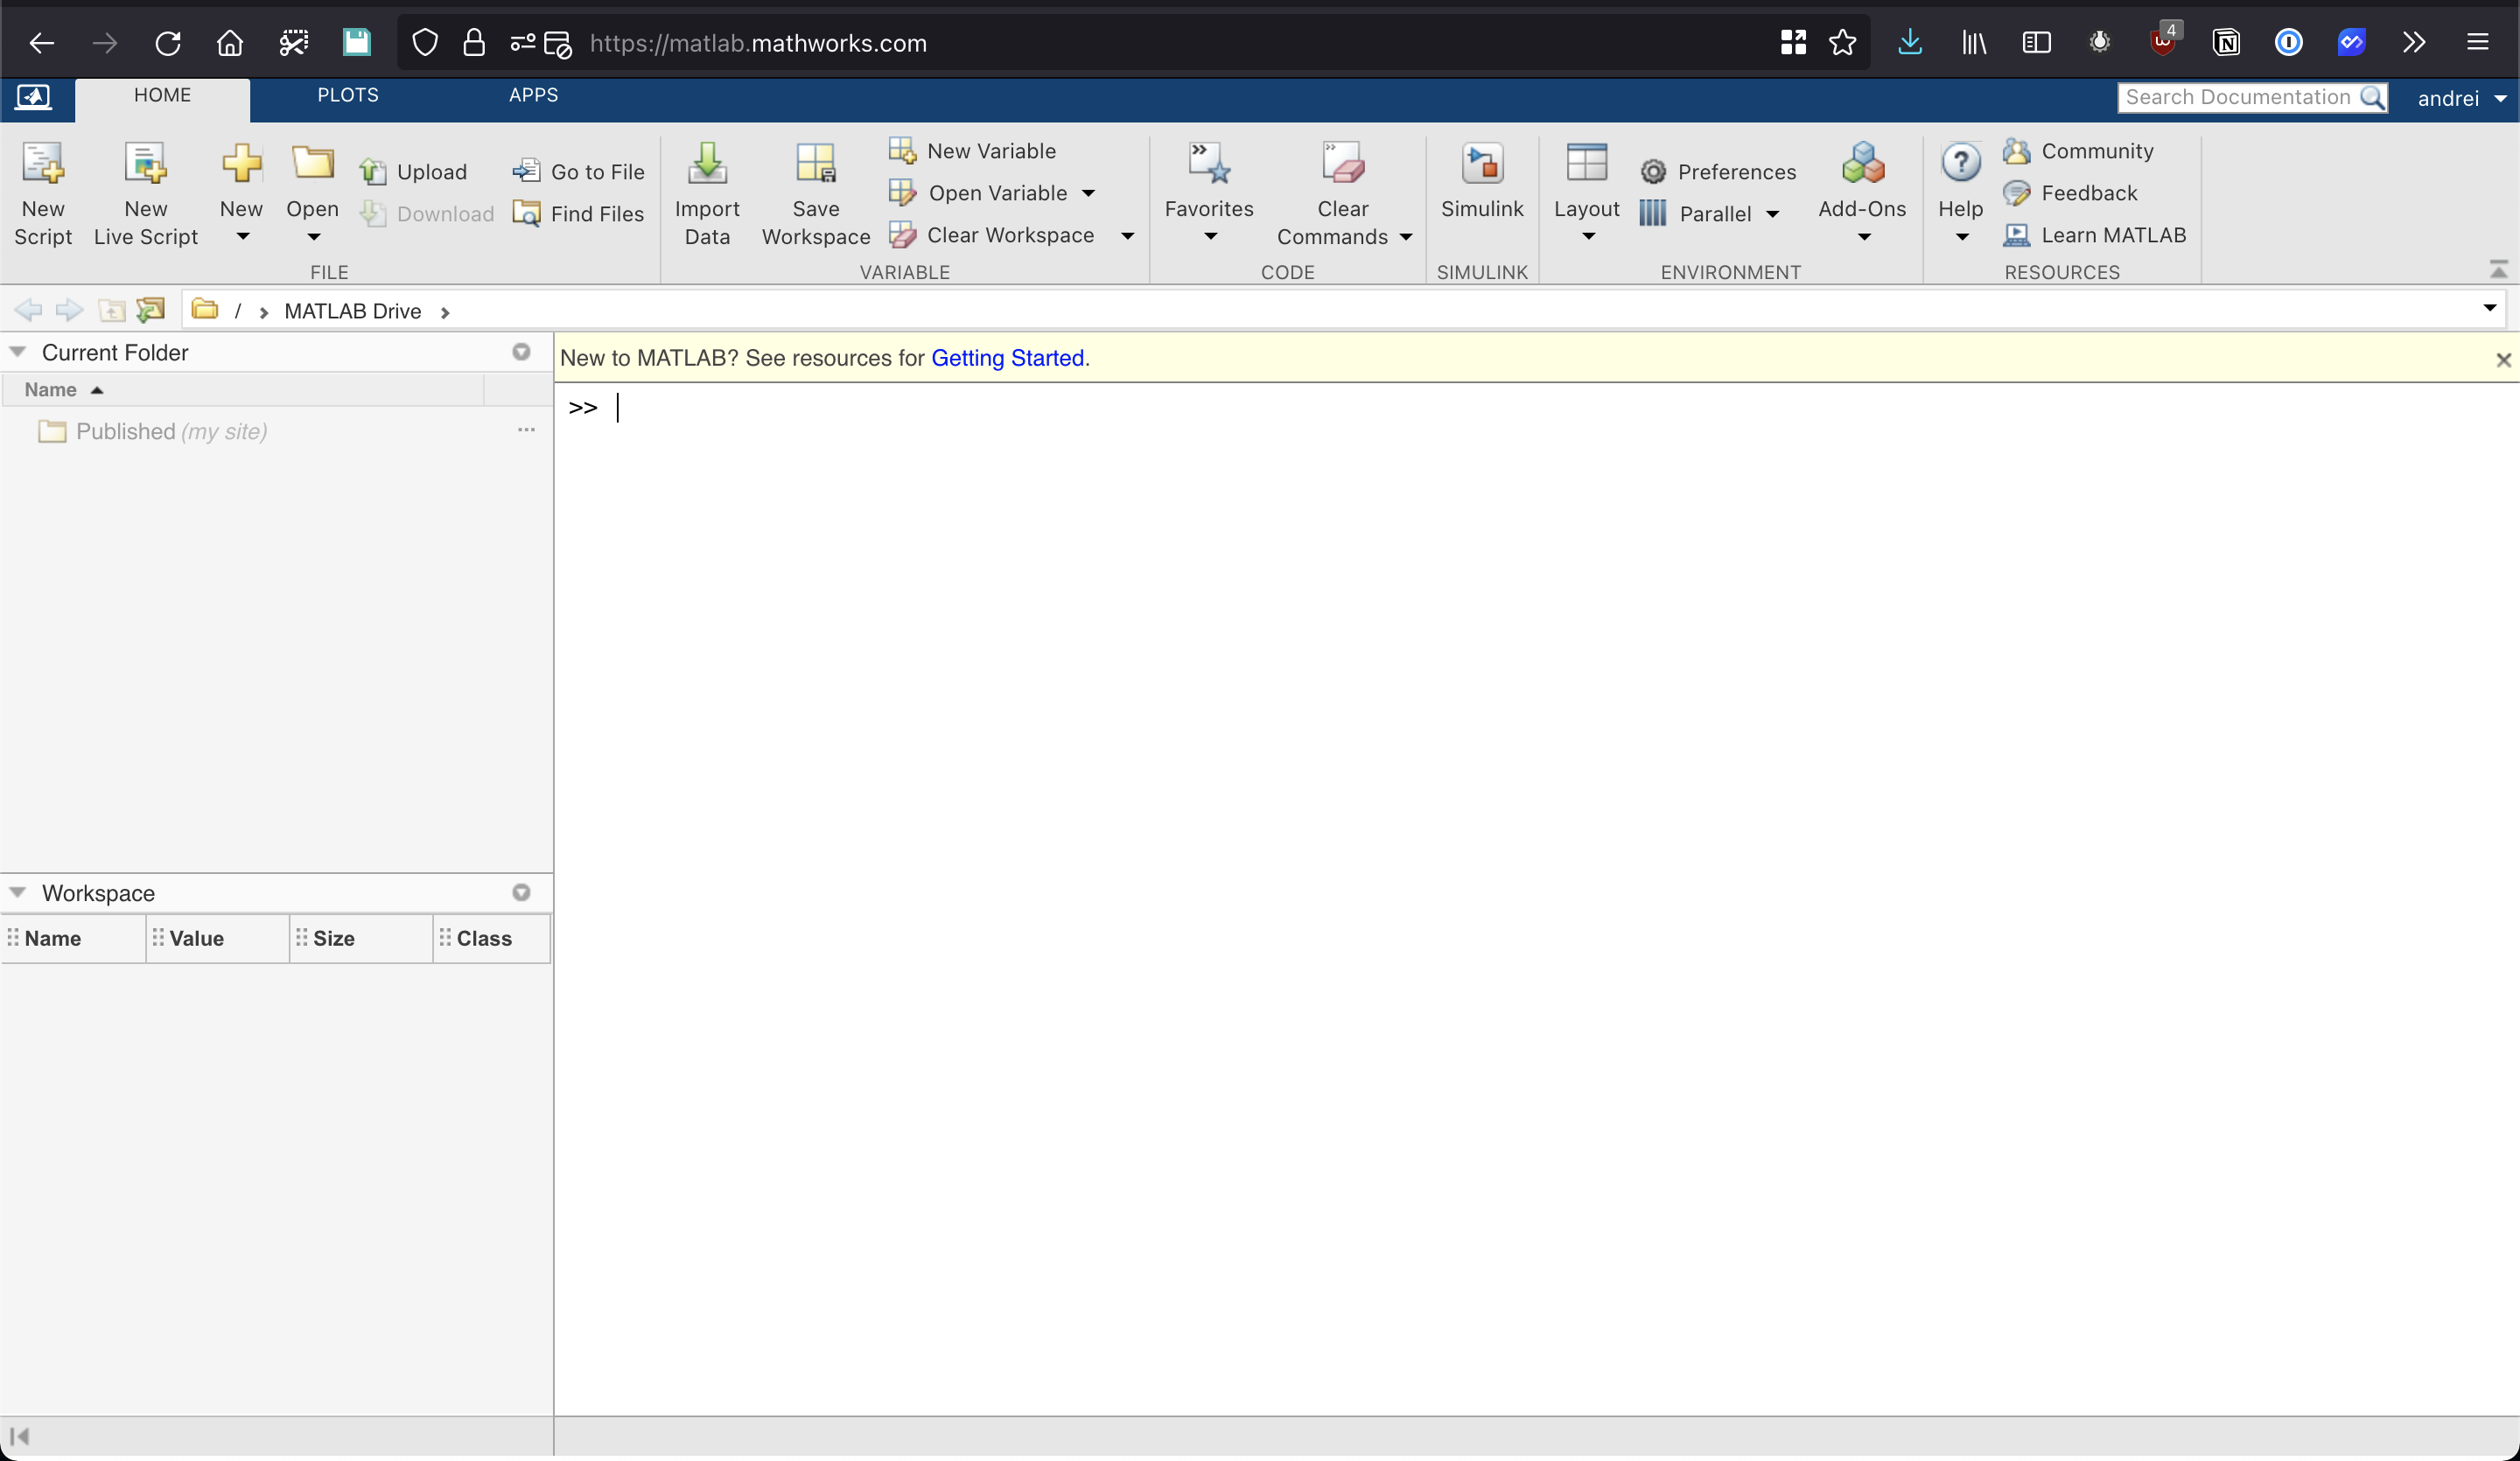 https://matlab.mathworks.com
4
HOME
PLOTS
APPS
Search Documentation
andrei
New Script
New Live Script
New
Open
Upload
Download
Go to File
Find Files
FILE
Import Data
Save Workspace
New Variable
Open Variable
Clear Workspace
VARIABLE
Favorites
Clear Commands
CODE
Simulink
SIMULINK
Layout
Preferences
Parallel
Add-Ons
ENVIRONMENT
Help
Community
Feedback
Learn MATLAB
RESOURCES
/ › MATLAB Drive ›
Current Folder
Name
Published (my site)
New to MATLAB? See resources for Getting Started.
>>
Workspace
Name Value Size Class